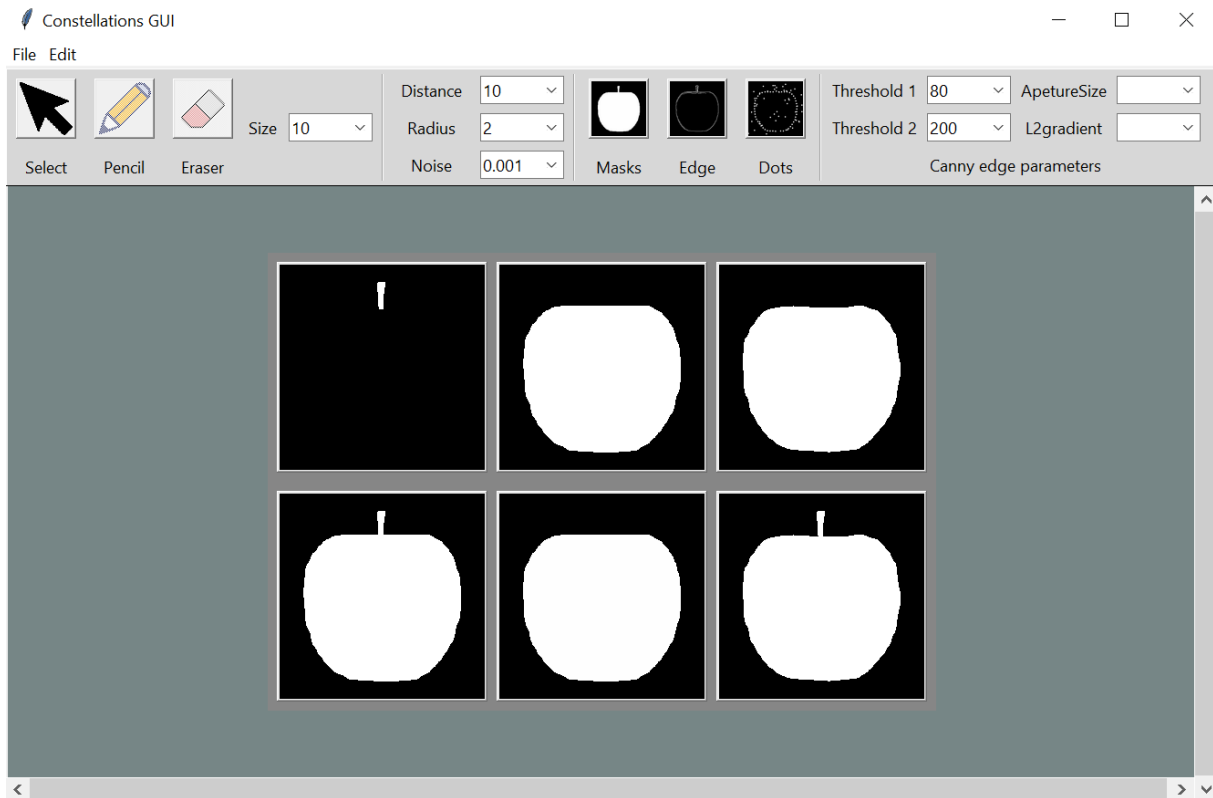 Constellations GUI
File Edit
Distance 10 Threshold 1 80 ApetureSize
Size 10 Radius 2 Threshold 2 200 L2gradient
Select Pencil Eraser Noise 0.001 Masks Edge Dots Canny edge parameters